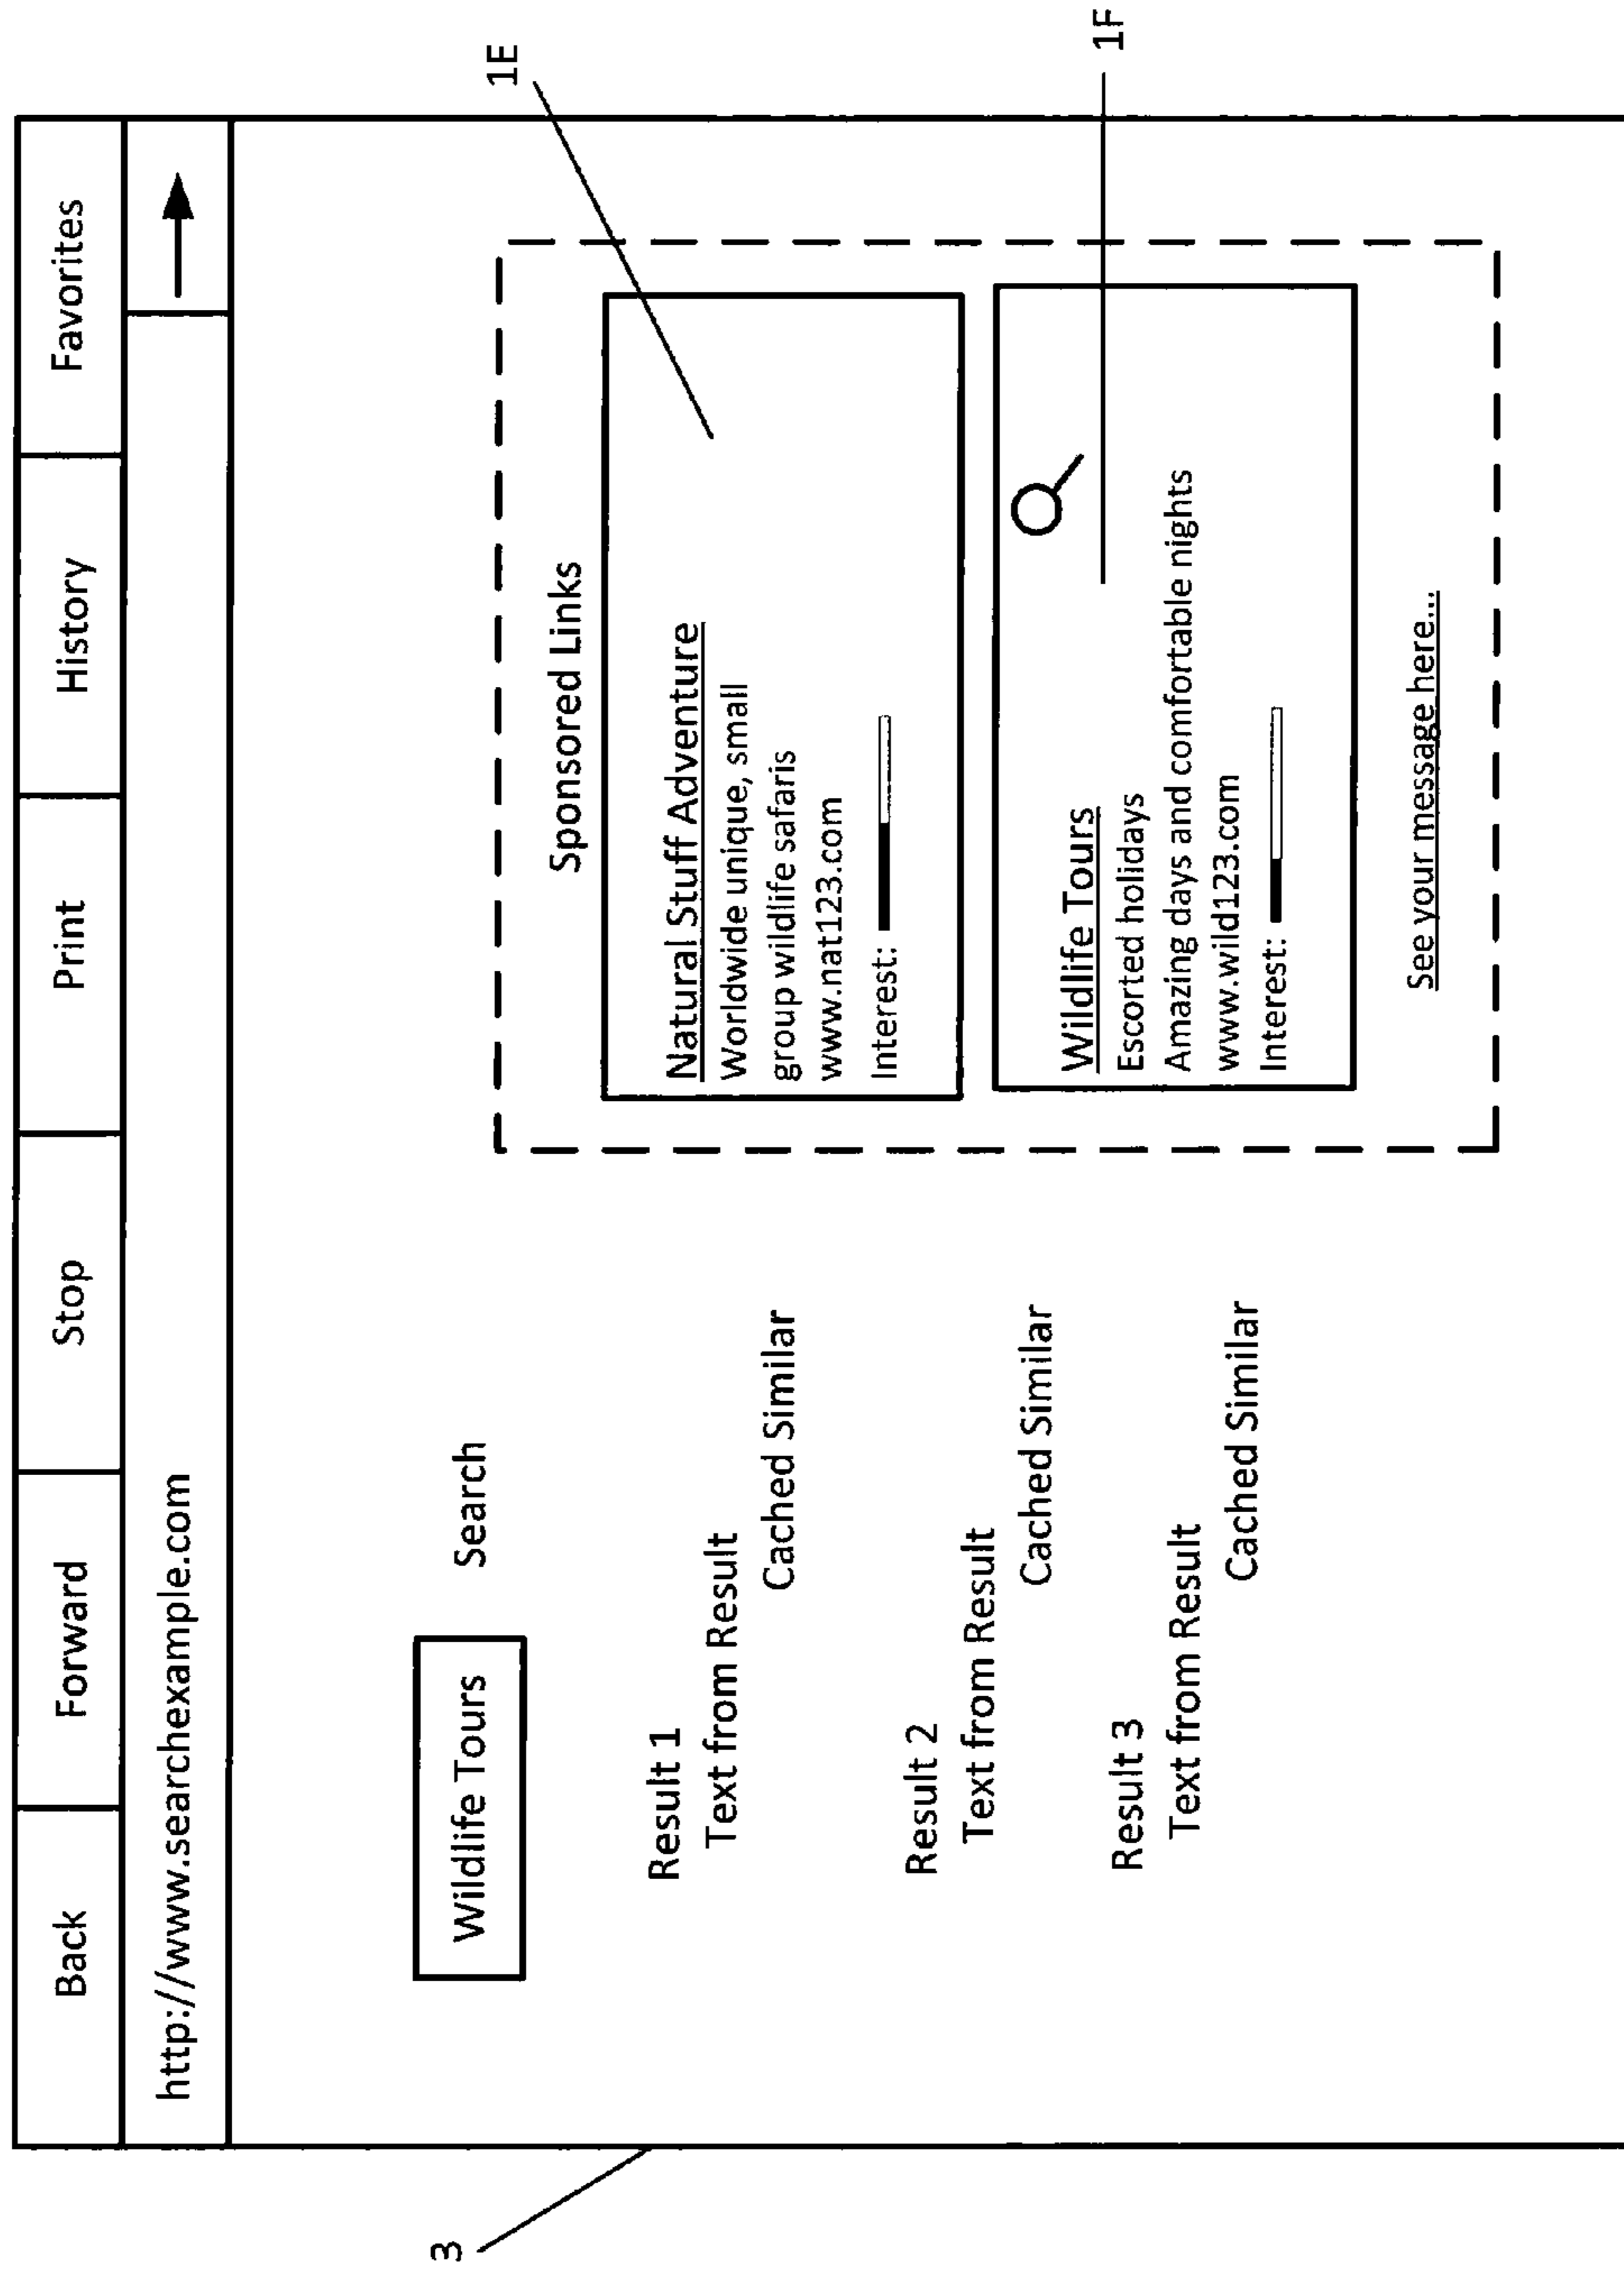 Back Forward Stop Print History Favorites
http://www.searchexample.com
Wildlife Tours Search
Result 1
Text from Result
Cached Similar
Result 2
Text from Result
Cached Similar
Result 3
Text from Result
Cached Similar
Sponsored Links
Natural Stuff Adventure
Worldwide unique, small
group wildlife safaris
www.nat123.com
Interest:
Wildlife Tours
Escorted holidays
Amazing days and comfortable nights
www.wild123.com
Interest:
See your message here...
3
1E
1F